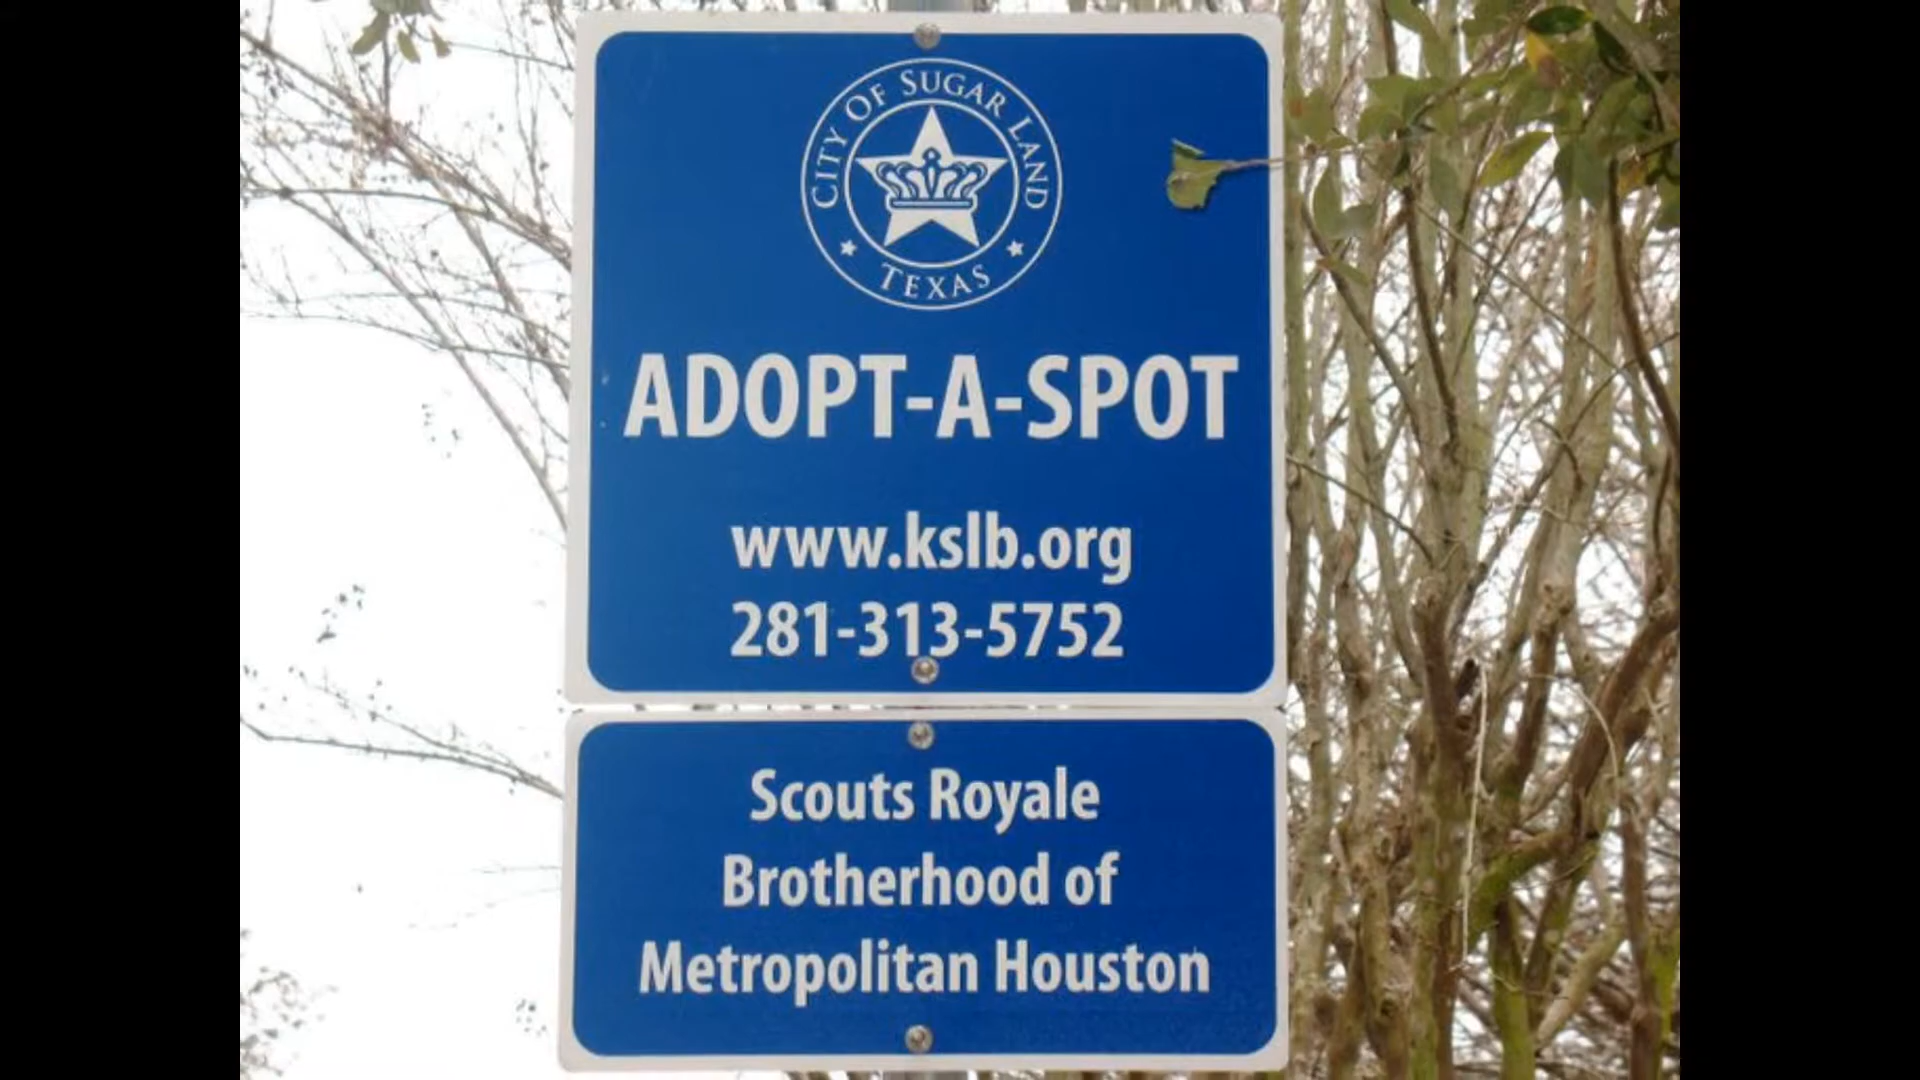 CITY OF SUGAR LAND
TEXAS
ADOPT-A-SPOT
www.kslb.org
281-313-5752
Scouts Royale
Brotherhood of
Metropolitan Houston